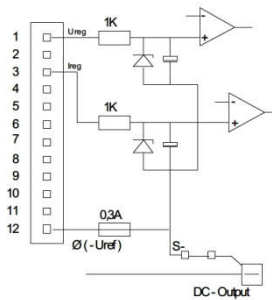 1
Ureg
1K
2
3
Ireg
4
1K
5
6
7
8
9
10
11
0,3A
12
Ø (- Uref)
S-
DC - Output